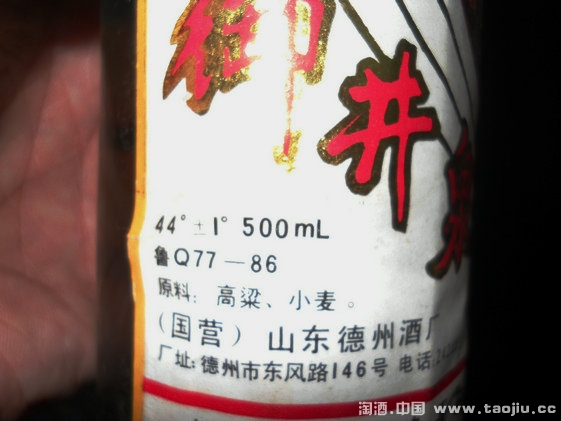 御井
44°±1° 500mL
鲁Q77—86
原料：高粱、小麦。
（国营）山东德州酒厂
厂址：德州市东风路146号 电话：
淘酒.中国 www.taojiu.cc